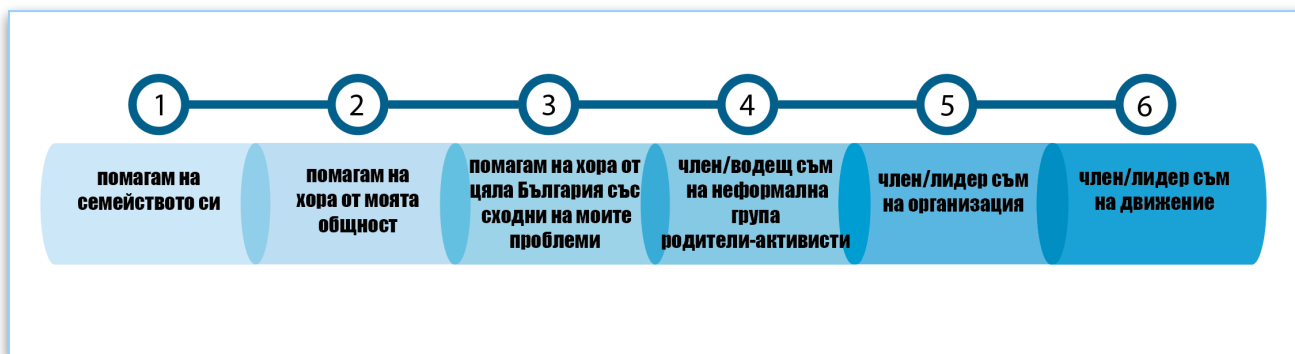 1
2
3
4
5
6
помагам на
семейството си
помагам на
хора от моята
общност
помагам на хора от
цяла България със
сходни на моите
проблеми
член/водещ съм
на неформална
група
родители-активисти
член/лидер съм
на организация
член/лидер съм
на движение